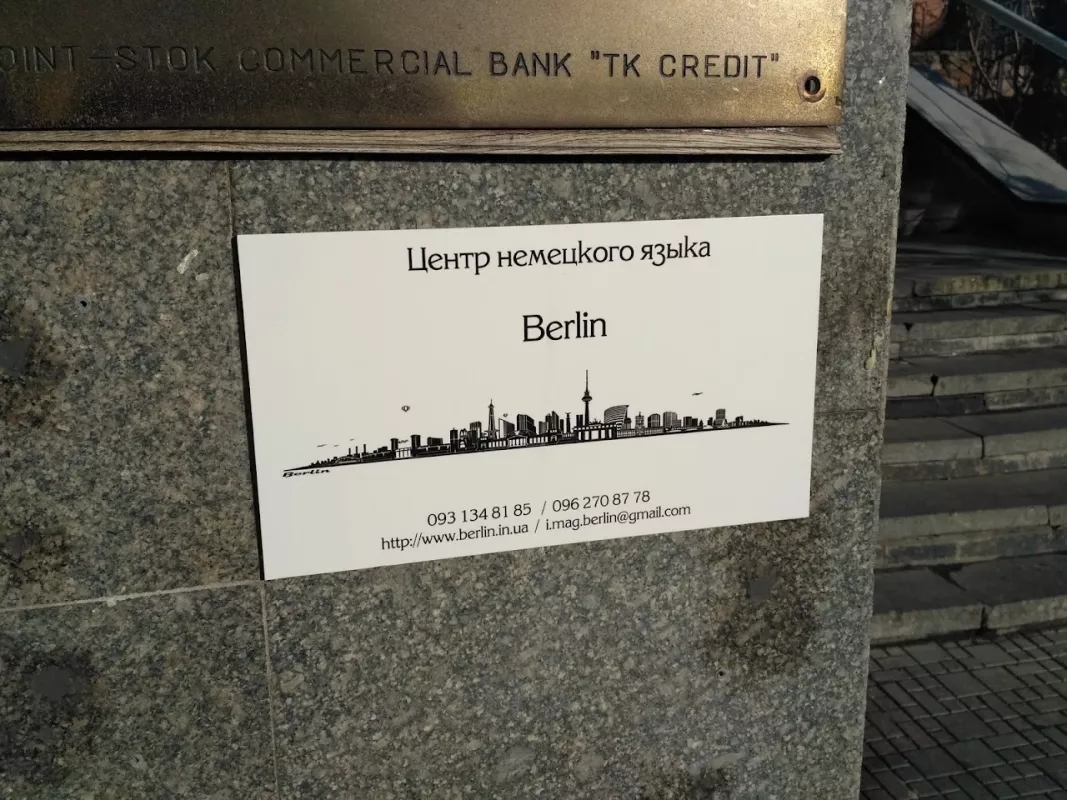 JOINT-STOK COMMERCIAL BANK "TK CREDIT"
Центр немецкого языка
Berlin
Berlin
093 134 81 85 / 096 270 87 78
http://www.berlin.in.ua / i.mag.berlin@gmail.com